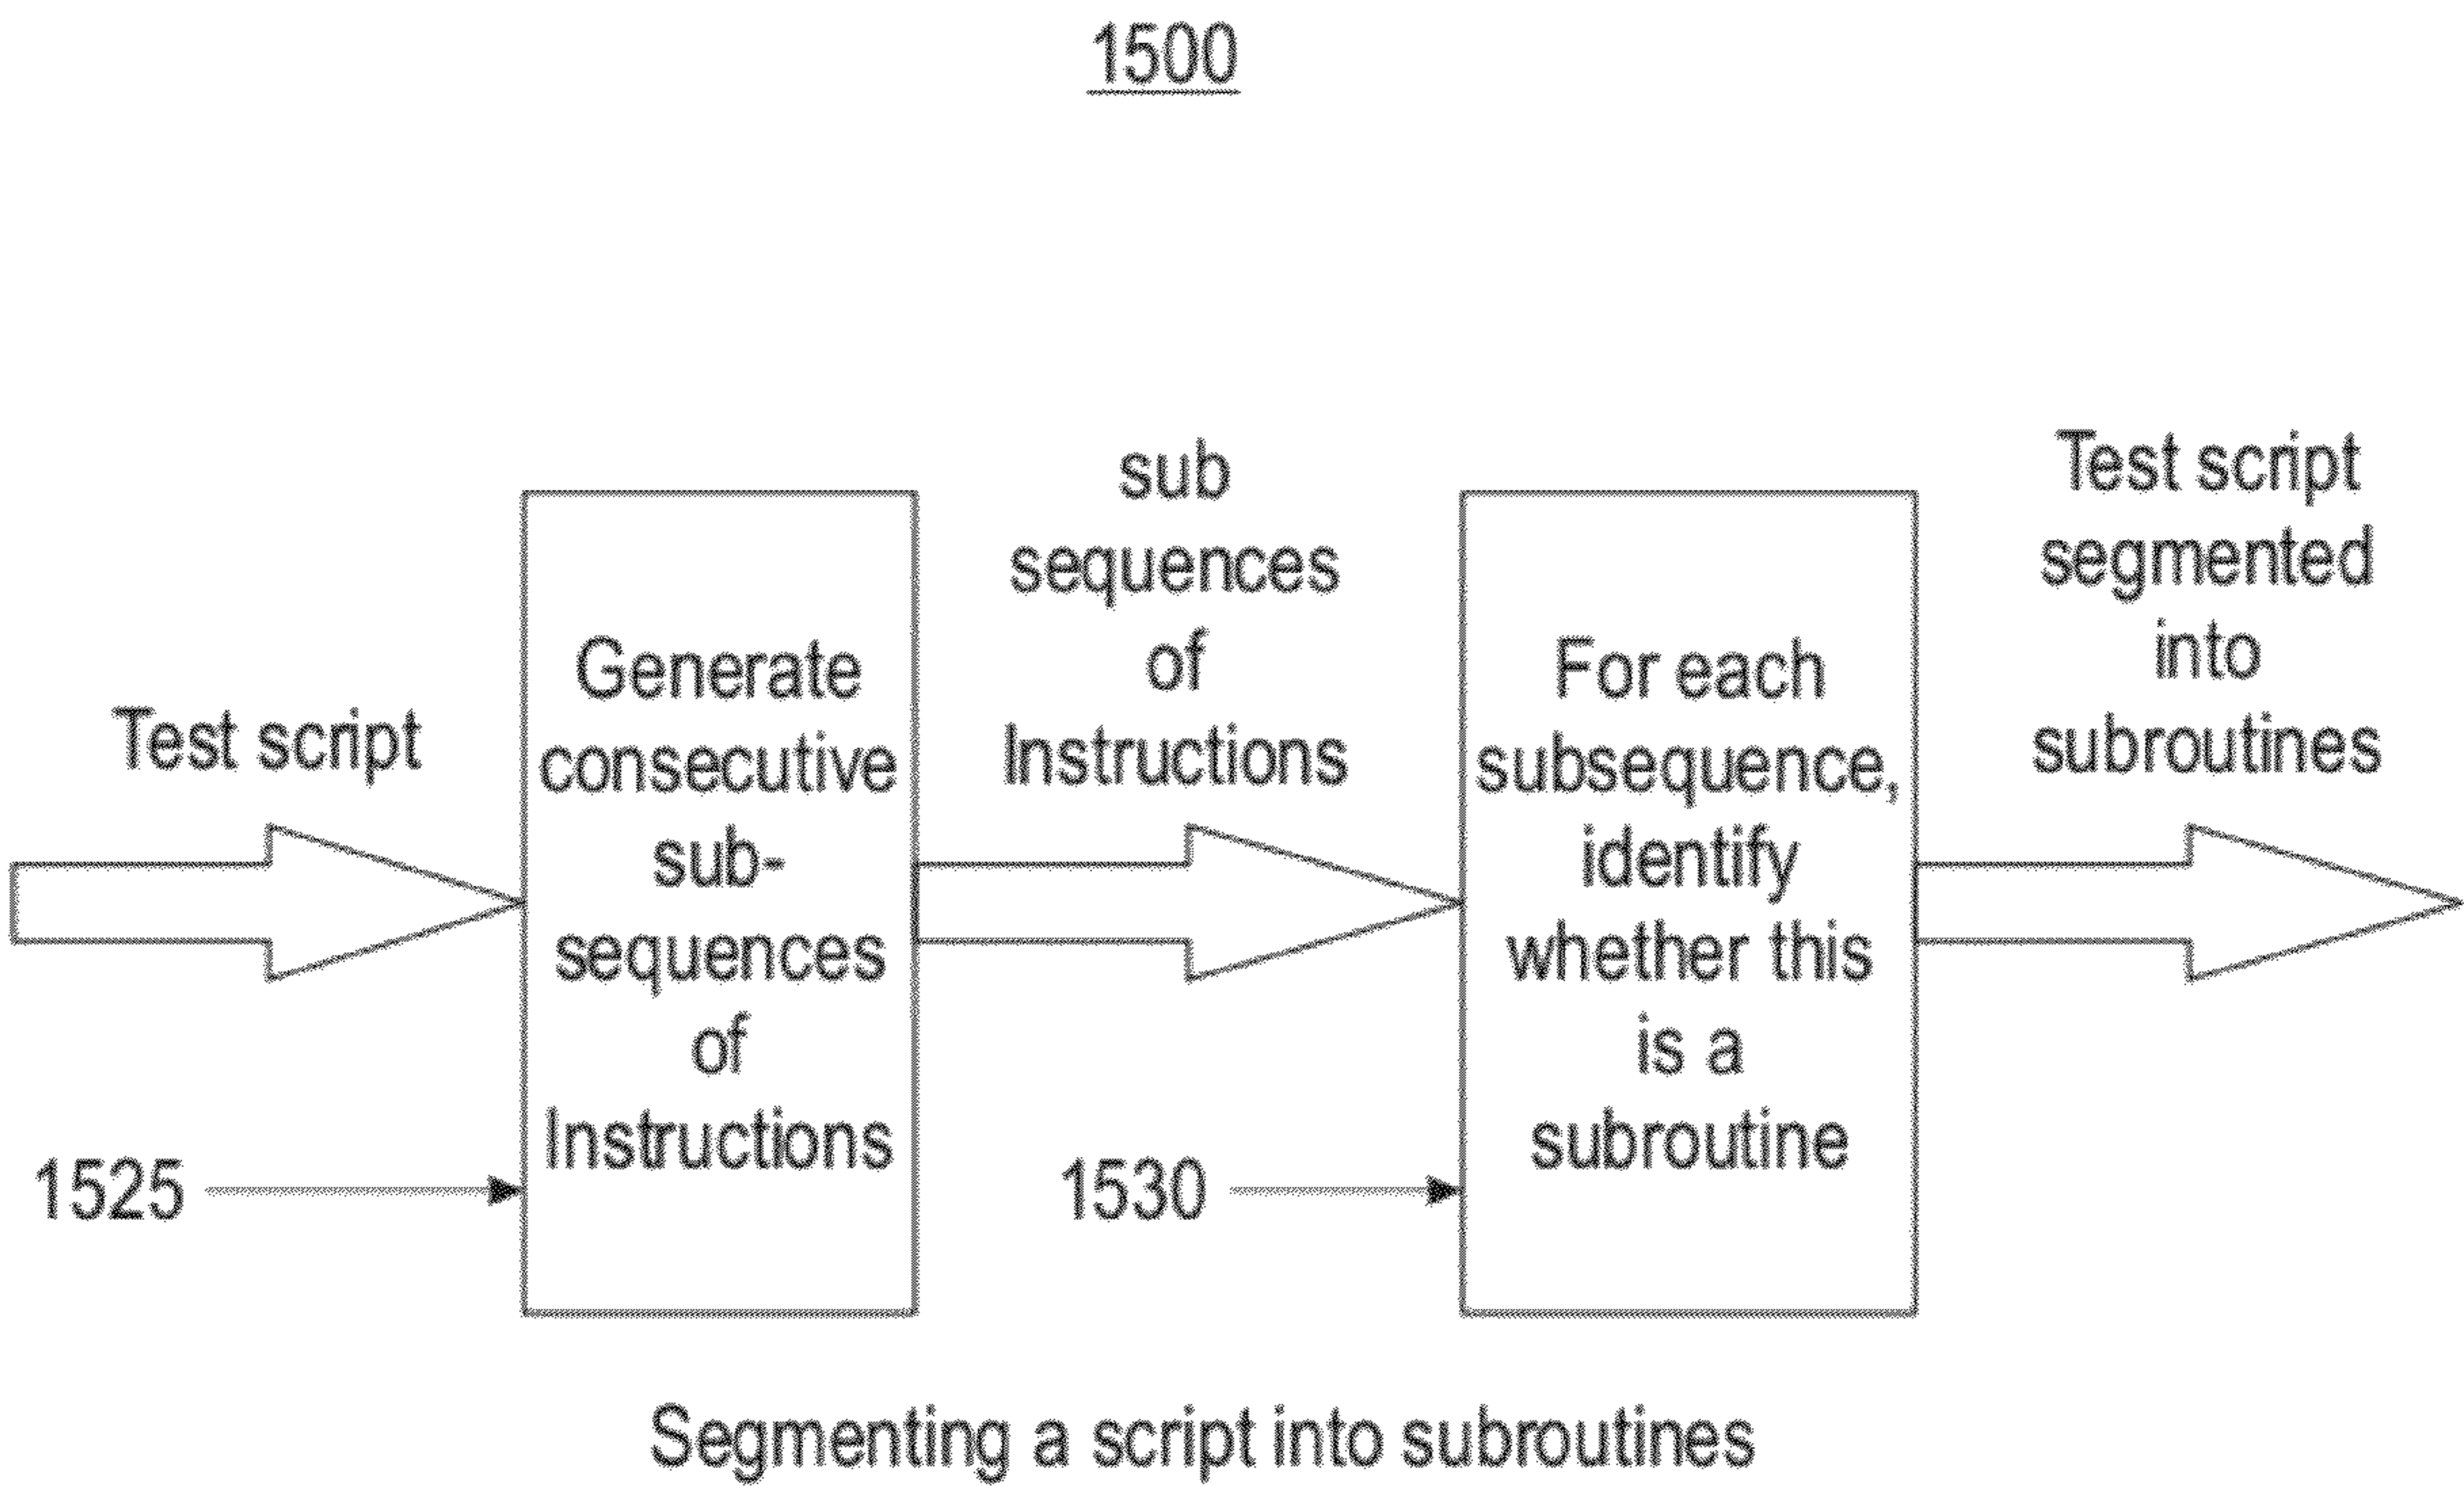 1500
Test script
Generate
consecutive
sub-
sequences
of
Instructions
1525
sub
sequences
of
Instructions
For each
subsequence,
identify
whether this
is a
subroutine
1530
Test script
segmented
into
subroutines
Segmenting a script into subroutines